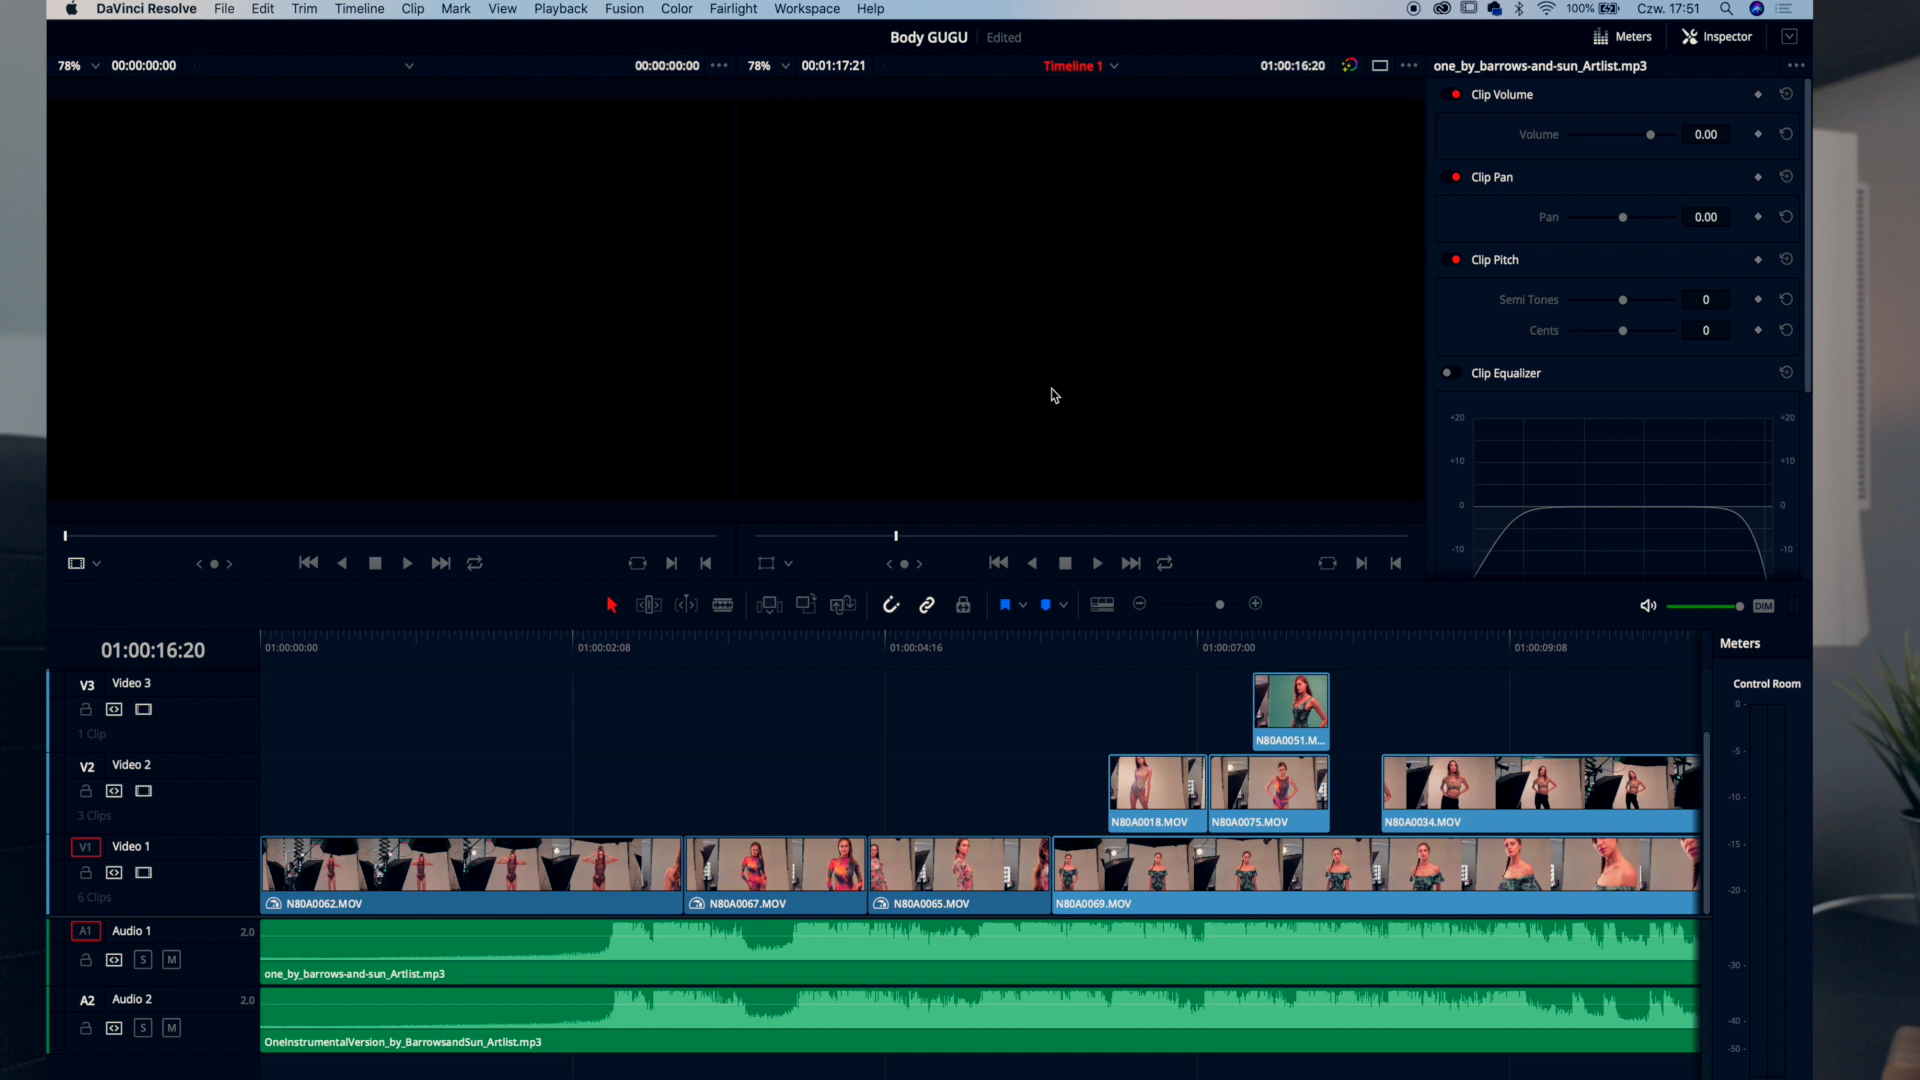 DaVinci Resolve File Edit Trim Timeline Clip Mark View Playback Fusion Color Fairlight Workspace Help 100% Czw. 17:51
Body GUGU Edited Meters Inspector
78% 00:00:00:00 00:00:00:00 78% 00:01:17:21 Timeline 1 01:00:16:20 one_by_barrows-and-sun_Artlist.mp3
Clip Volume
Volume 0.00
Clip Pan
Pan 0.00
Clip Pitch
Semi Tones 0
Cents 0
Clip Equalizer
+20 +20
+10 +10
0 0
-10 -10
DIM
01:00:16:20 01:00:00:00 01:00:02:08 01:00:04:16 01:00:07:00 01:00:09:08 Meters
V3 Video 3
1 Clip
N80A0051.M...
V2 Video 2
3 Clips
N80A0018.MOV N80A0075.MOV N80A0034.MOV
V1 Video 1
6 Clips
N80A0062.MOV N80A0067.MOV N80A0065.MOV N80A0069.MOV
A1 Audio 1 2.0
S M
one_by_barrows-and-sun_Artlist.mp3
A2 Audio 2 2.0
S M
OneInstrumentalVersion_by_BarrowsandSun_Artlist.mp3
Control Room
0 -
-5 -
-10 -
-15 -
-20 -
-30 -
-40 -
-50 -